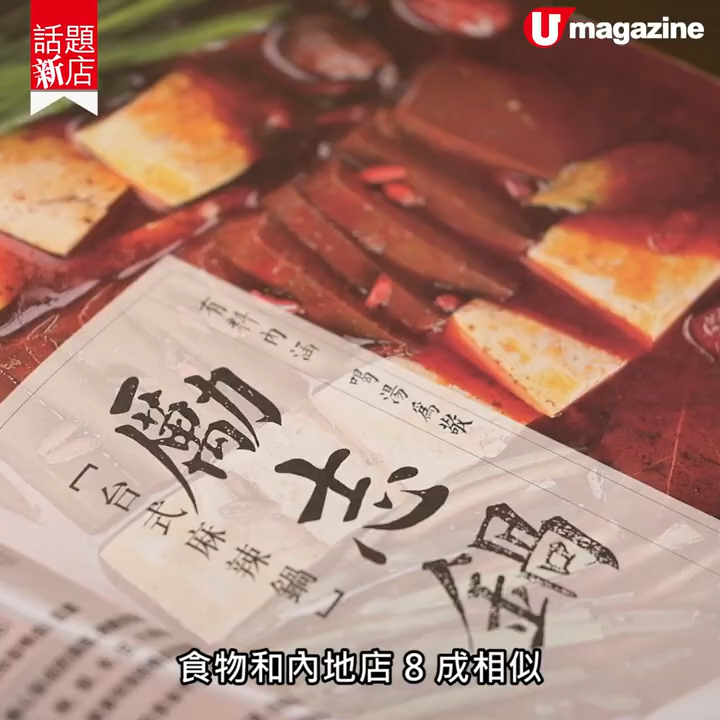 話題
新店
U magazine
有料內涵
喝湯為敬
勵志鍋
「台式麻辣鍋」
食物和內地店 8 成相似